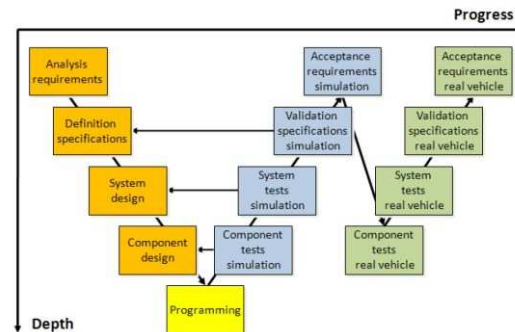 Progress
Analysis
requirements
Acceptance
requirements
simulation
Acceptance
requirements
real vehicle
Definition
specifications
Validation
specifications
simulation
Validation
specifications
real vehicle
System
design
System
tests
simulation
System
tests
real vehicle
Component
design
Component
tests
simulation
Component
tests
real vehicle
Programming
Depth